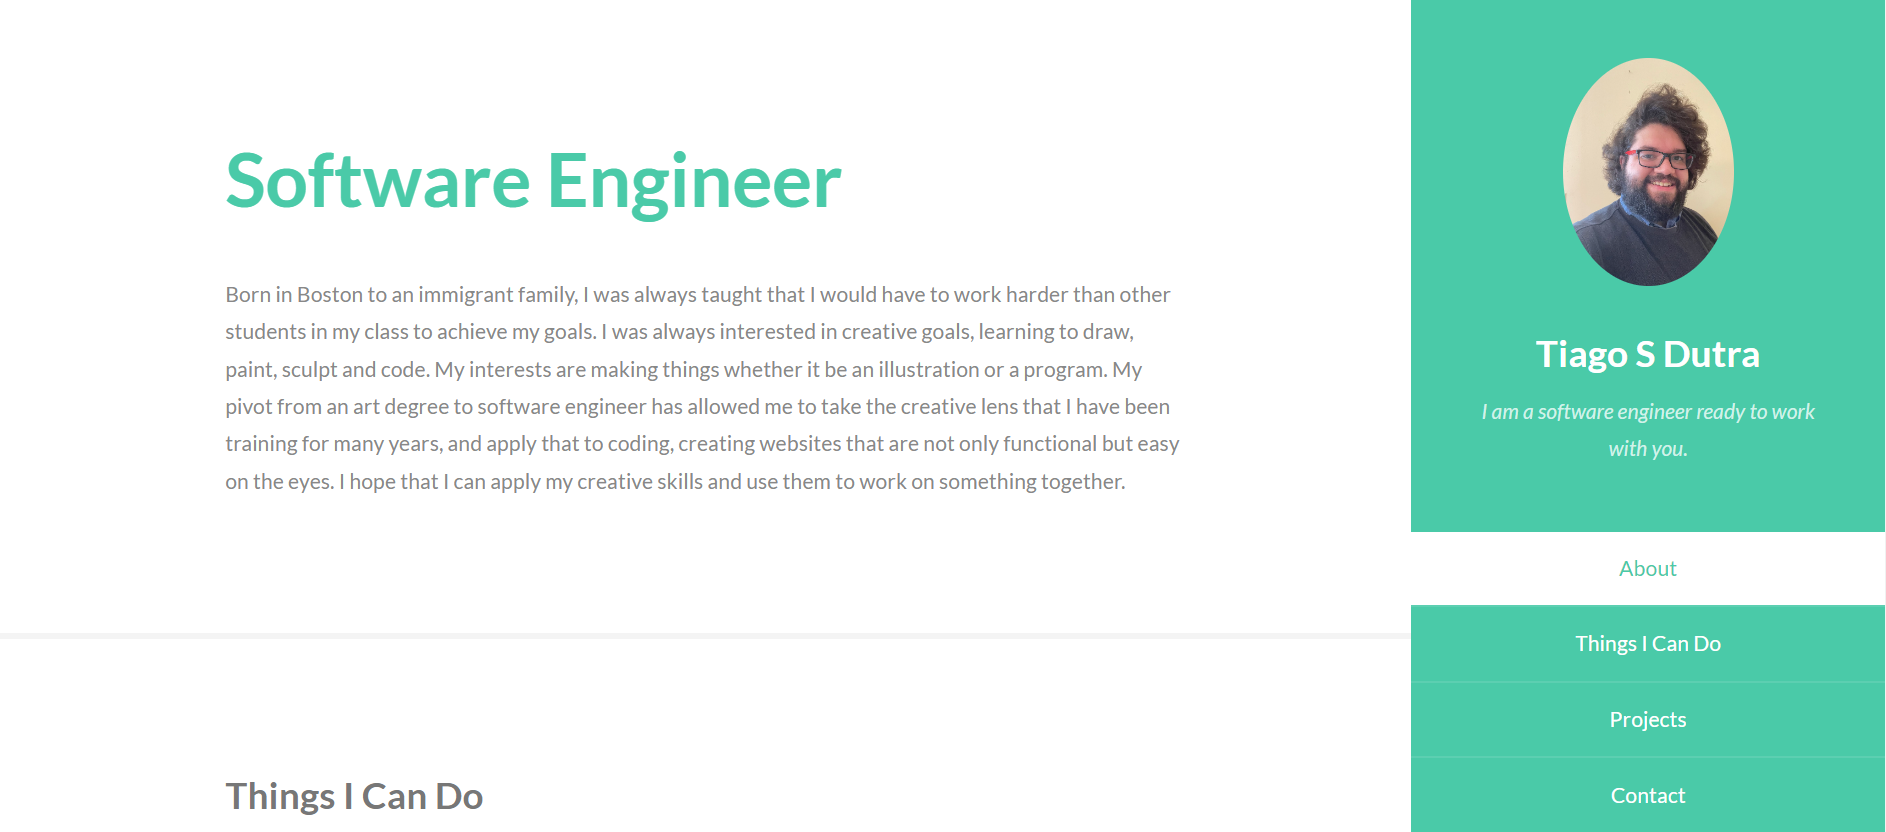 Software Engineer
Born in Boston to an immigrant family, I was always taught that I would have to work harder than other
students in my class to achieve my goals. I was always interested in creative goals, learning to draw,
paint, sculpt and code. My interests are making things whether it be an illustration or a program. My
pivot from an art degree to software engineer has allowed me to take the creative lens that I have been
training for many years, and apply that to coding, creating websites that are not only functional but easy
on the eyes. I hope that I can apply my creative skills and use them to work on something together.
Things I Can Do
Tiago S Dutra
I am a software engineer ready to work
with you.
About
Things I Can Do
Projects
Contact